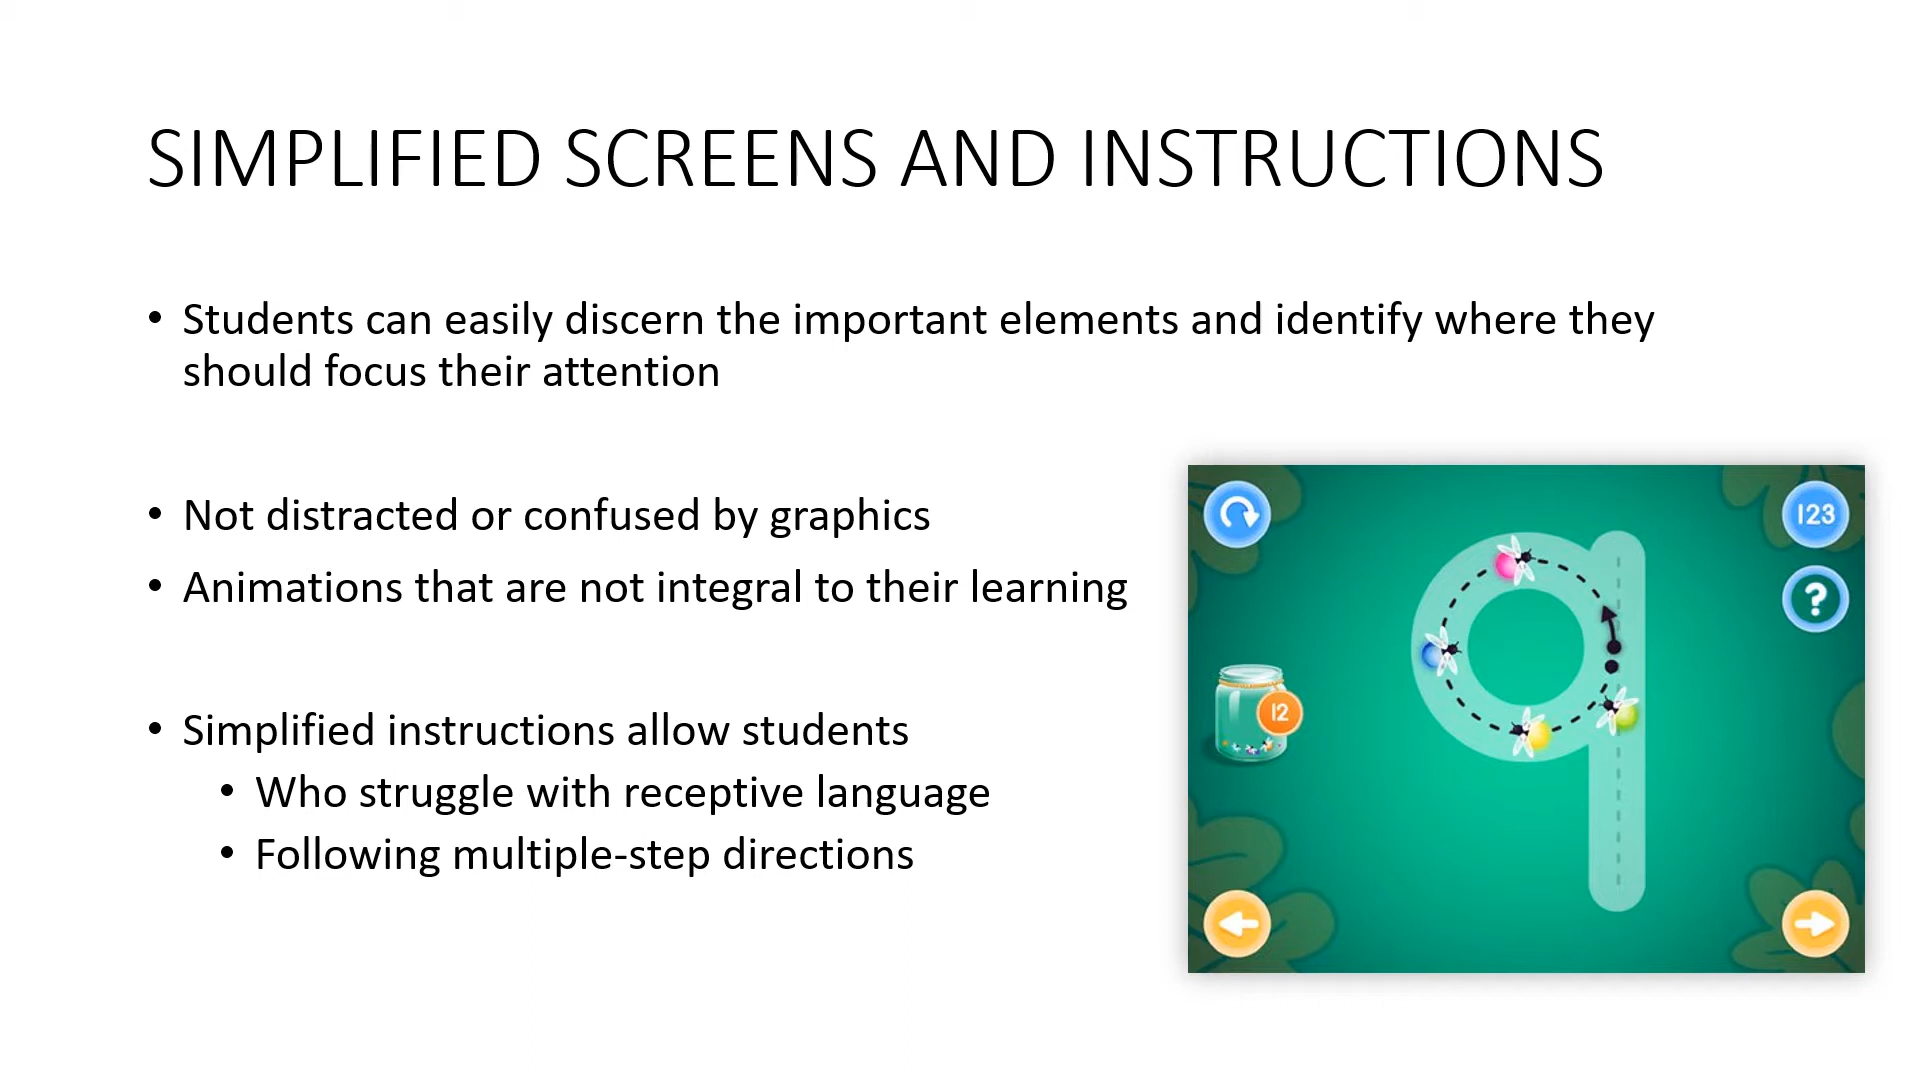 SIMPLIFIED SCREENS AND INSTRUCTIONS
• Students can easily discern the important elements and identify where they
should focus their attention
• Not distracted or confused by graphics
• Animations that are not integral to their learning
• Simplified instructions allow students
• Who struggle with receptive language
• Following multiple-step directions
123
?
9
12